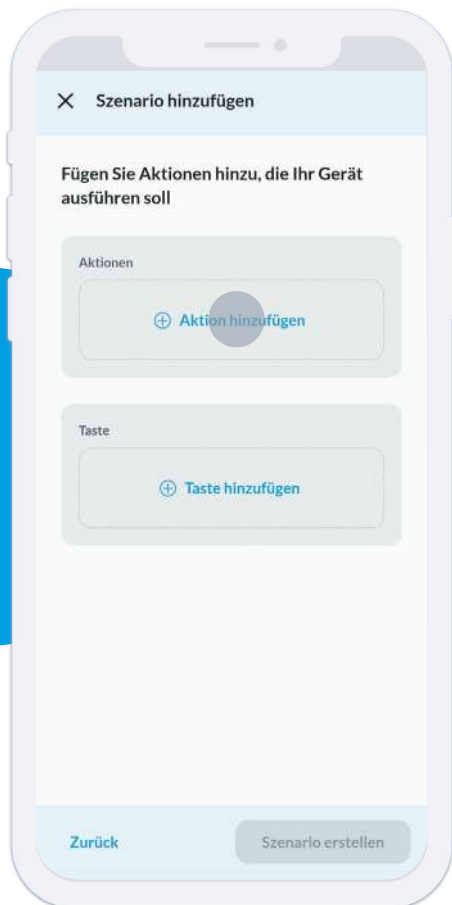 Szenario hinzufügen
Fügen Sie Aktionen hinzu, die Ihr Gerät
ausführen soll
Aktionen
Aktion hinzufügen
Taste
Taste hinzufügen
Zurück
Szenario erstellen